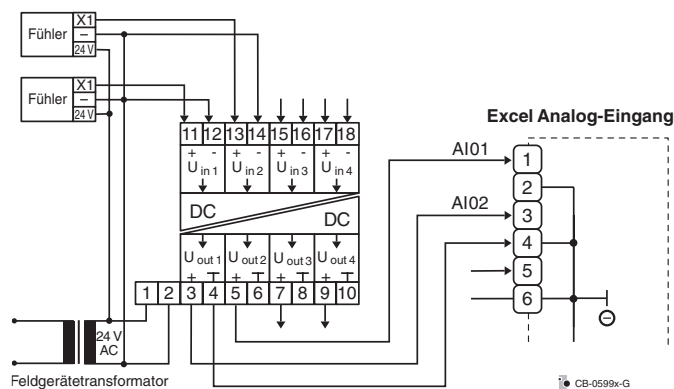 X1
Fühler –
24 V
X1
Fühler –
24 V
Excel Analog-Eingang
11 12 13 14 15 16 17 18
+ - + - + - + -
U in 1 U in 2 U in 3 U in 4
AI01
1
2
AI02
3
4
5
6
DC
DC
U out 1 U out 2 U out 3 U out 4
+ + + +
1 2 3 4 5 6 7 8 9 10
24 V
AC
Feldgerätetransformator
CB-0599x-G